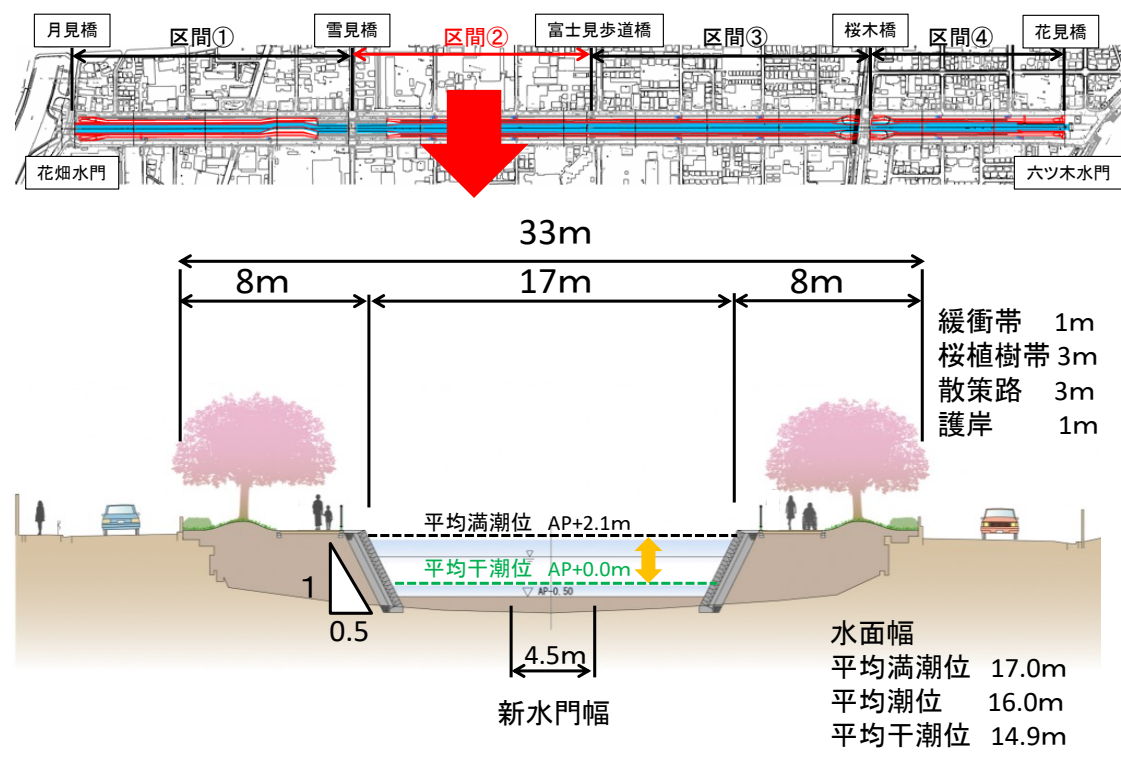 月見橋
区間①
雪見橋
区間②
富士見歩道橋
区間③
桜木橋
区間④
花見橋
花畑水門
六ツ木水門
33m
8m
17m
8m
緩衝帯 1m
桜植樹帯 3m
散策路 3m
護岸 1m
平均満潮位 AP+2.1m
平均干潮位 AP+0.0m
AP-0.50
1
0.5
4.5m
新水門幅
水面幅
平均満潮位 17.0m
平均潮位 16.0m
平均干潮位 14.9m